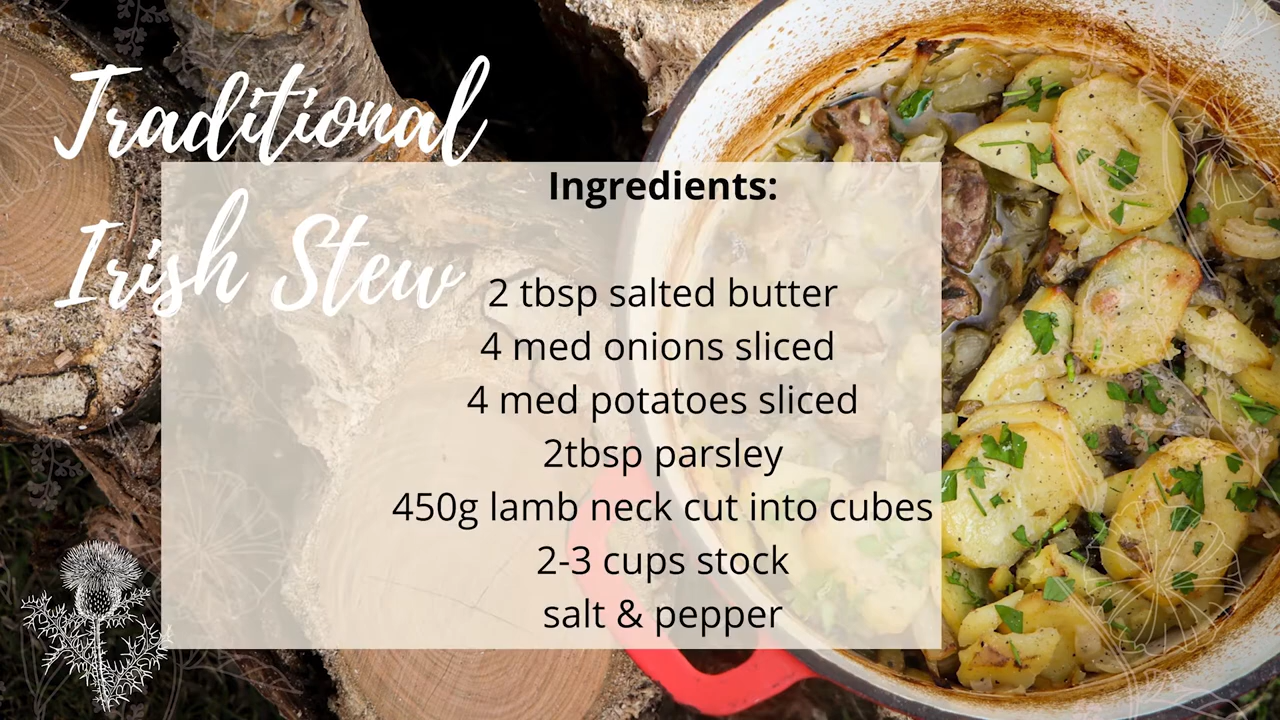 Traditional
Irish Stew
Ingredients:
2 tbsp salted butter
4 med onions sliced
4 med potatoes sliced
2tbsp parsley
450g lamb neck cut into cubes
2-3 cups stock
salt & pepper